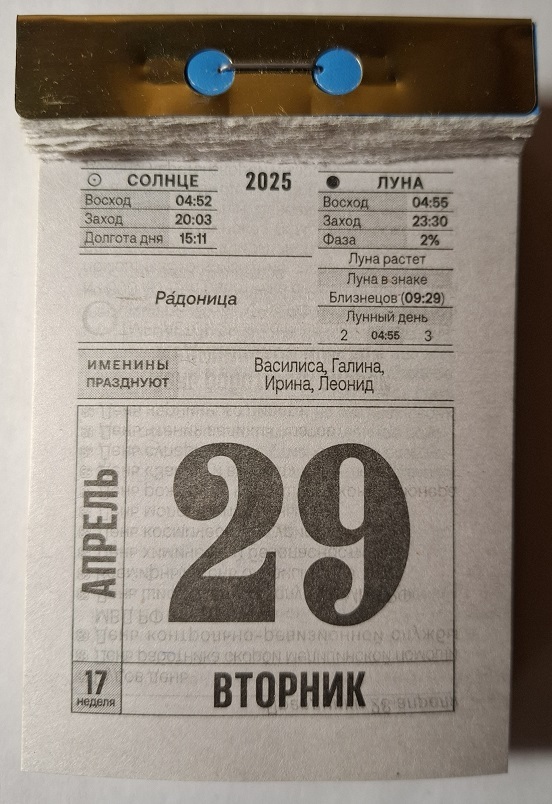 СОЛНЦЕ
Восход 04:52
Заход 20:03
Долгота дня 15:11
2025
ЛУНА
Восход 04:55
Заход 23:30
Фаза 2%
Луна растет
Луна в знаке
Близнецов (09:29)
Лунный день
2 04:55 3
Ра́доница
ИМЕНИНЫ
ПРАЗДНУЮТ
Василиса, Галина,
Ирина, Леонид
АПРЕЛЬ
29
17
неделя
ВТОРНИК